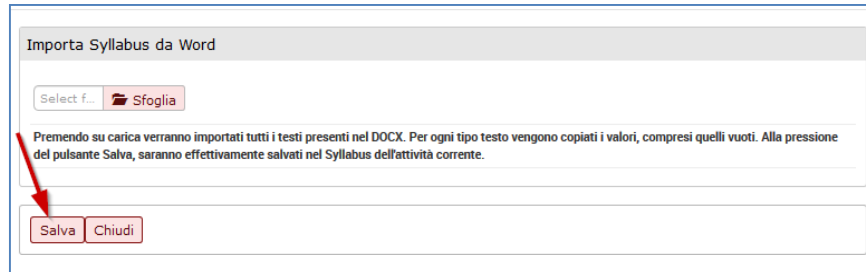 Importa Syllabus da Word
Select f... Sfoglia
Premendo su carica verranno importati tutti i testi presenti nel DOCX. Per ogni tipo testo vengono copiati i valori, compresi quelli vuoti. Alla pressione
del pulsante Salva, saranno effettivamente salvati nel Syllabus dell'attività corrente.
Salva Chiudi